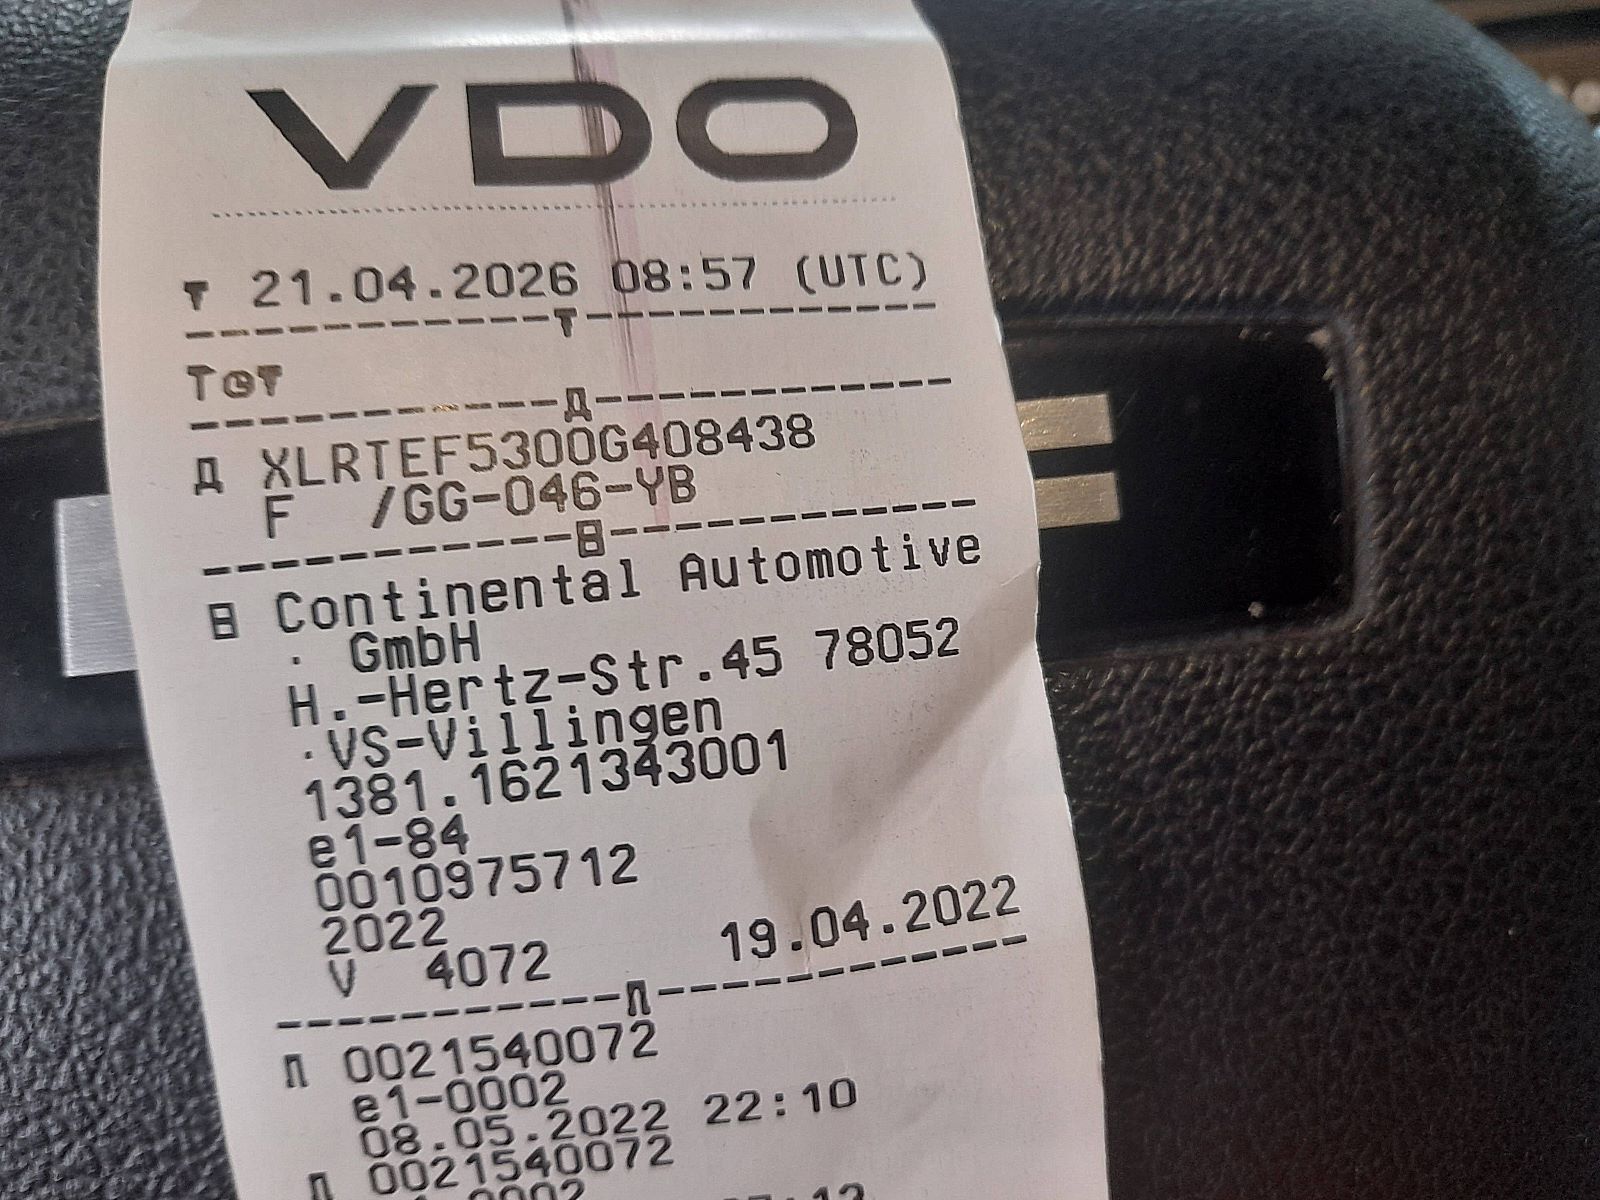 VDO
21.04.2026 08:57 (UTC)
T
XLRTEF5300G408438
F /GG-046-YB
Continental Automotive
. GmbH
H.-Hertz-Str.45 78052
.VS-Villingen
1381.1621343001
e1-84
0010975712
2022
V 4072 19.04.2022
0021540072
e1-0002
08.05.2022 22:10
0021540072